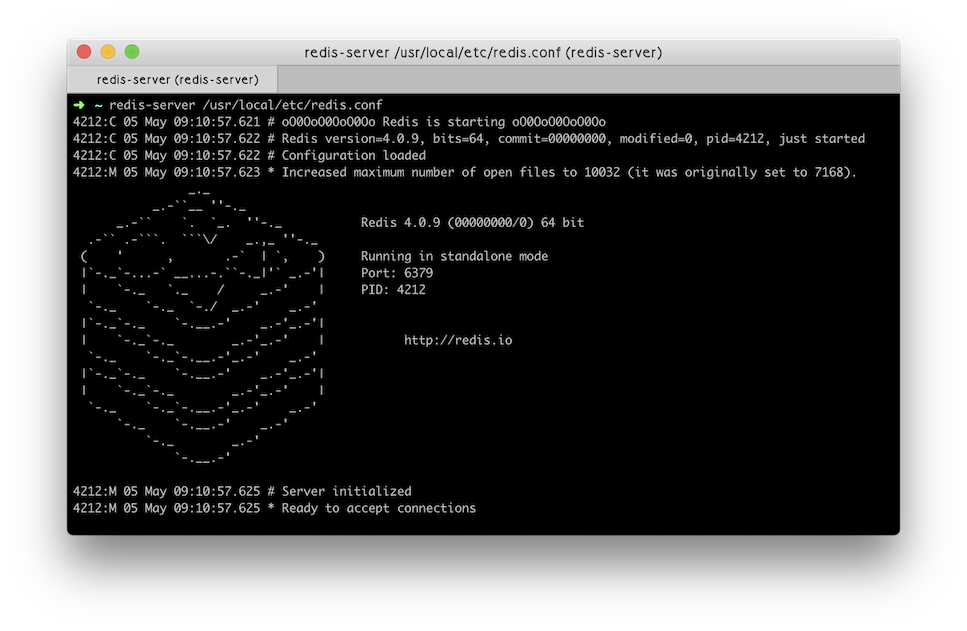 redis-server /usr/local/etc/redis.conf (redis-server)
redis-server (redis-server)
➜ ~ redis-server /usr/local/etc/redis.conf
4212:C 05 May 09:10:57.621 # oO0OoO0OoO0Oo Redis is starting oO0OoO0OoO0Oo
4212:C 05 May 09:10:57.622 # Redis version=4.0.9, bits=64, commit=00000000, modified=0, pid=4212, just started
4212:C 05 May 09:10:57.622 # Configuration loaded
4212:M 05 May 09:10:57.623 * Increased maximum number of open files to 10032 (it was originally set to 7168).
Redis 4.0.9 (00000000/0) 64 bit
Running in standalone mode
Port: 6379
PID: 4212
http://redis.io
4212:M 05 May 09:10:57.625 # Server initialized
4212:M 05 May 09:10:57.625 * Ready to accept connections